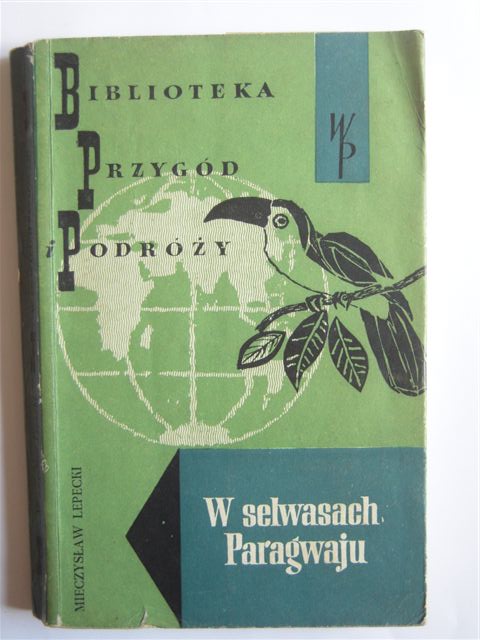 BIBLIOTEKA
PRZYGÓD
i PODRÓŻY
WP
MIECZYSŁAW LEPECKI
W selwasach
Paragwaju